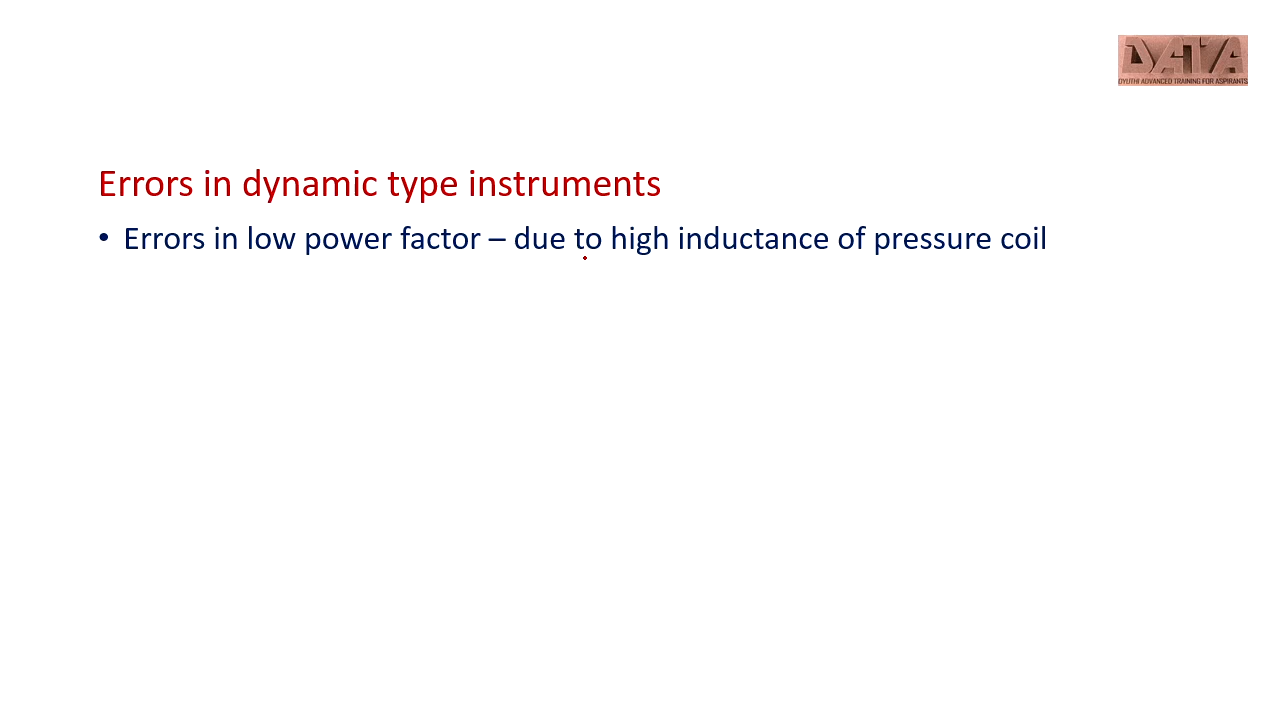 DATA
DYUTHI ADVANCED TRAINING FOR ASPIRANTS
Errors in dynamic type instruments
• Errors in low power factor – due to high inductance of pressure coil